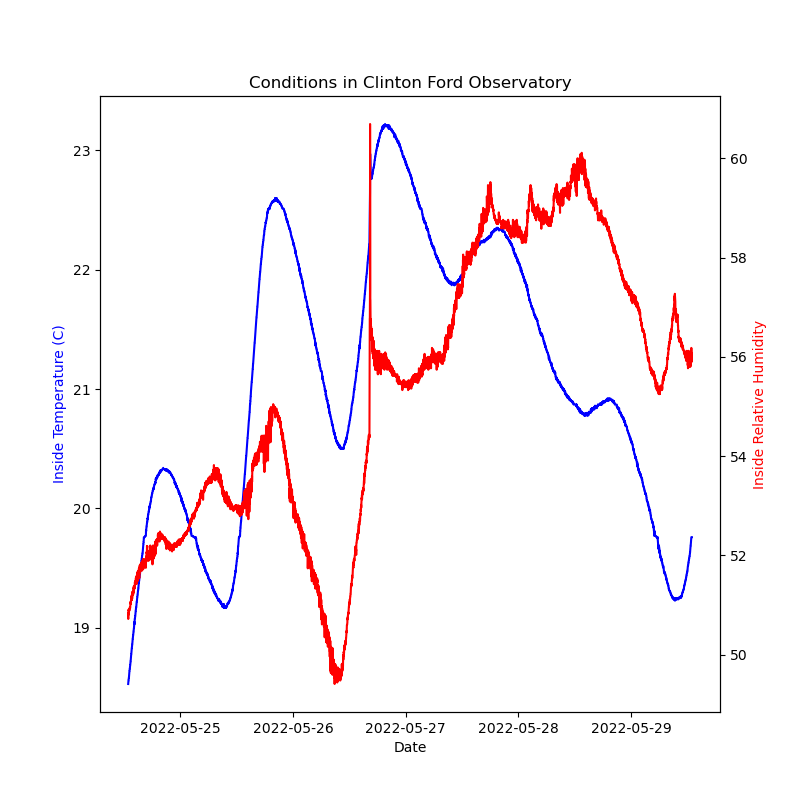 Conditions in Clinton Ford Observatory
23
22
21
20
19
Inside Temperature (C)
60
58
56
54
52
50
Inside Relative Humidity
2022-05-25 2022-05-26 2022-05-27 2022-05-28 2022-05-29
Date